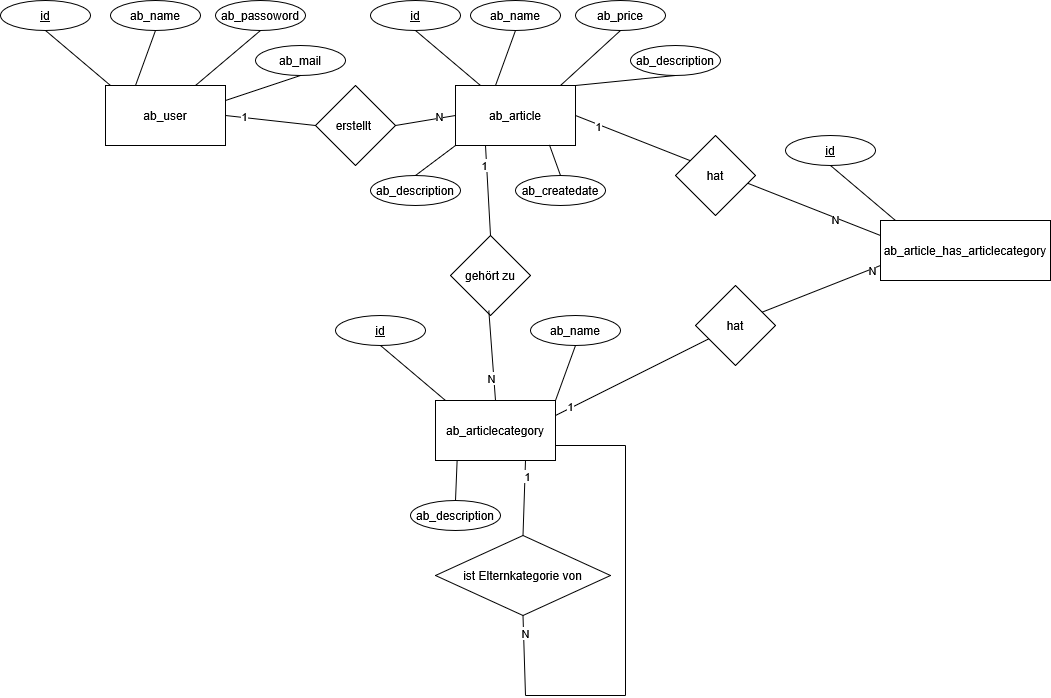 id
ab_name
ab_passoword
id
ab_name
ab_price
ab_mail
ab_description
ab_user
1
erstellt
N
ab_article
1
hat
N
id
ab_description
1
ab_createdate
ab_article_has_articlecategory
N
gehört zu
hat
id
ab_name
N
1
ab_articlecategory
1
ab_description
ist Elternkategorie von
N